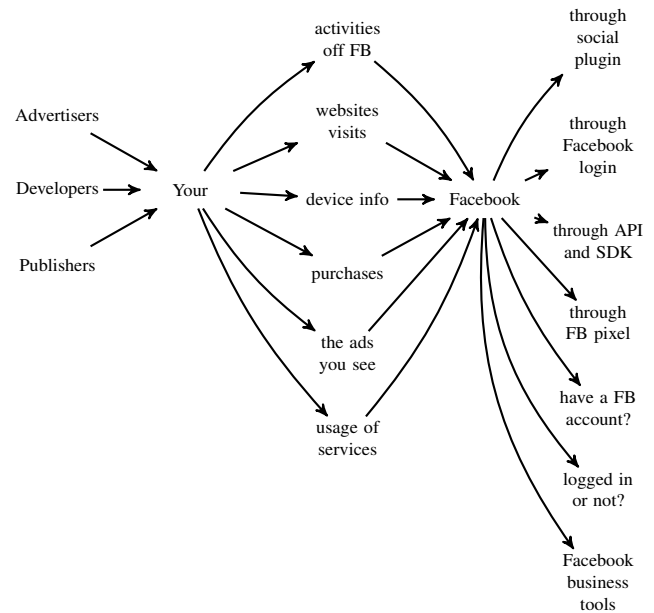 Advertisers
Developers
Publishers
Your
activities
off FB
websites
visits
device info
purchases
the ads
you see
usage of
services
Facebook
through
social
plugin
through
Facebook
login
through API
and SDK
through
FB pixel
have a FB
account?
logged in
or not?
Facebook
business
tools